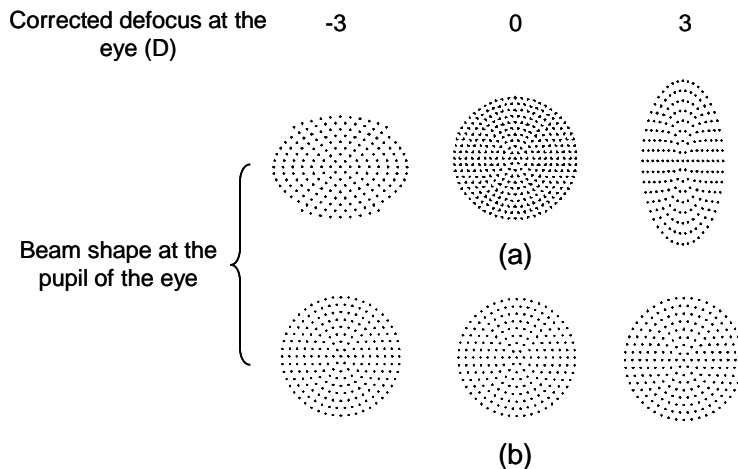 Corrected defocus at the
eye (D)
-3 0 3
(a)
Beam shape at the
pupil of the eye
(b)